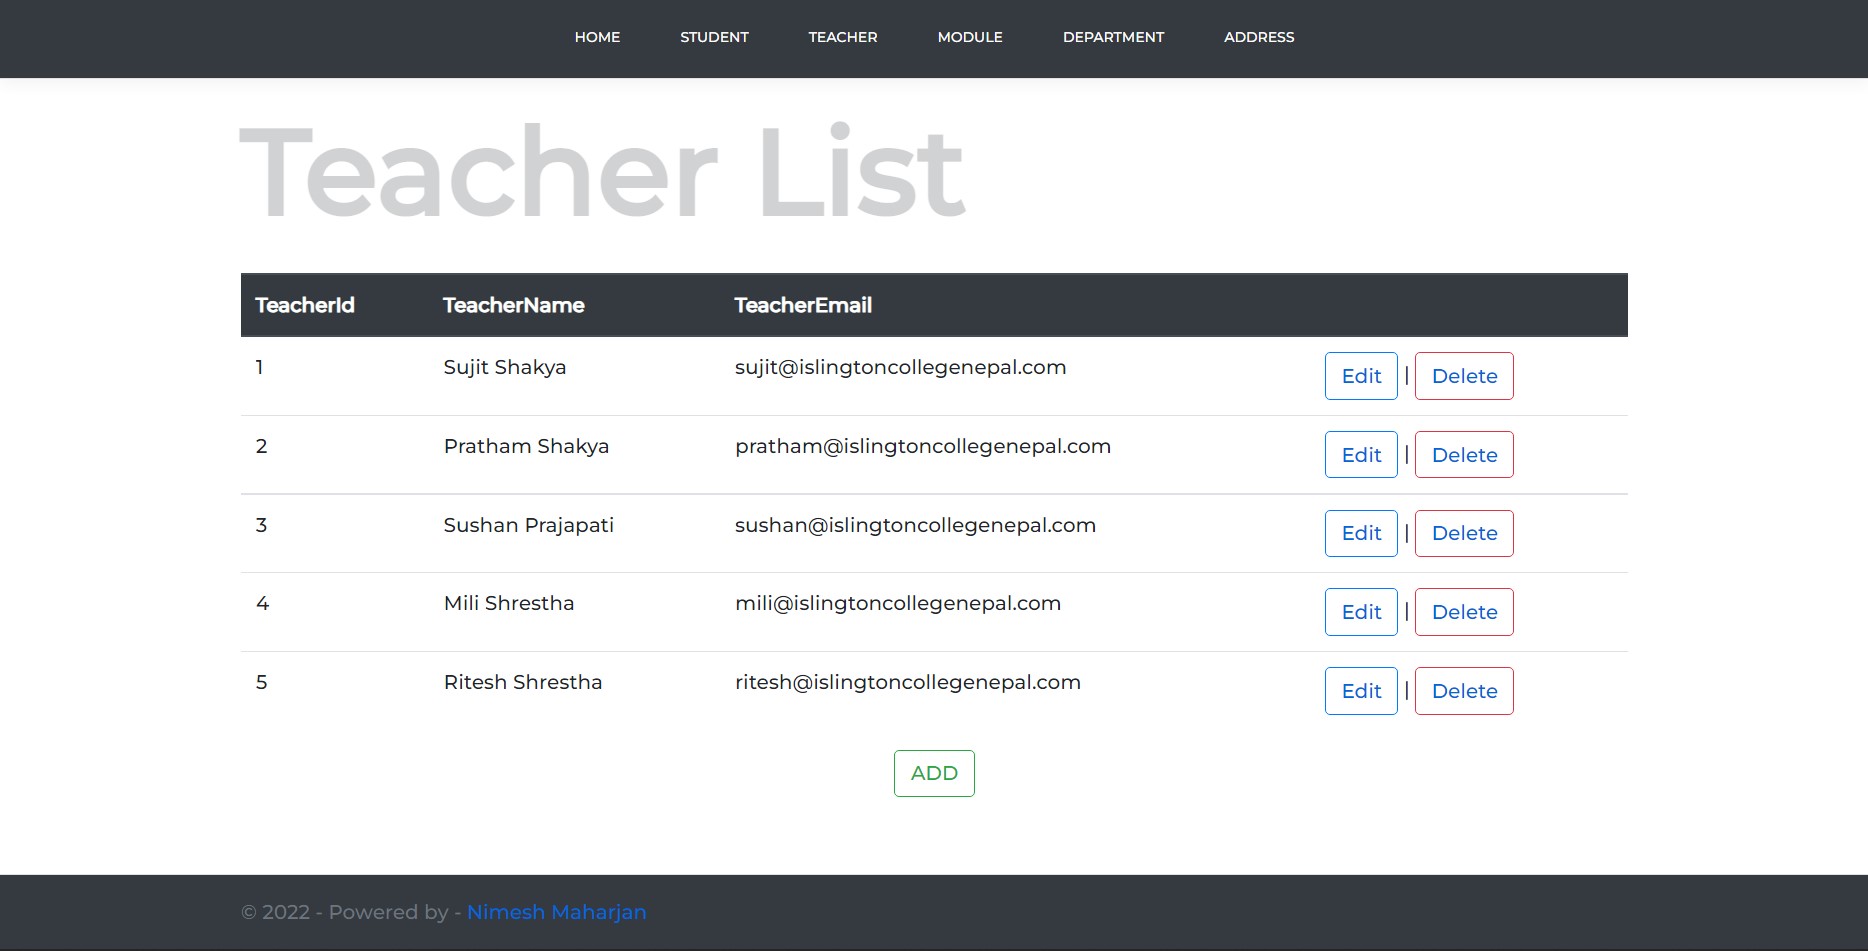 HOME STUDENT TEACHER MODULE DEPARTMENT ADDRESS
Teacher List
TeacherId TeacherName TeacherEmail
1 Sujit Shakya sujit@islingtoncollegenepal.com Edit | Delete
2 Pratham Shakya pratham@islingtoncollegenepal.com Edit | Delete
3 Sushan Prajapati sushan@islingtoncollegenepal.com Edit | Delete
4 Mili Shrestha mili@islingtoncollegenepal.com Edit | Delete
5 Ritesh Shrestha ritesh@islingtoncollegenepal.com Edit | Delete
ADD
© 2022 - Powered by - Nimesh Maharjan